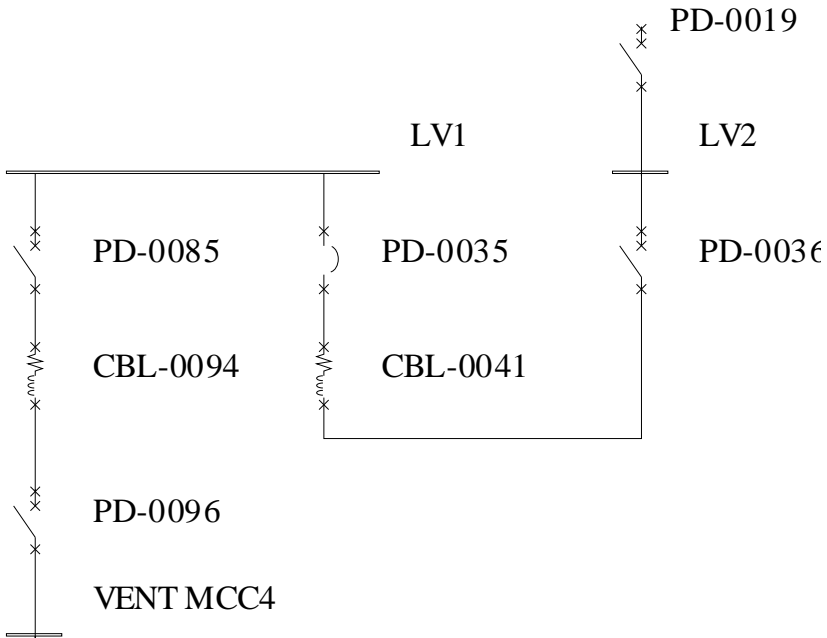 PD-0019
LV1
LV2
PD-0085
PD-0035
PD-0036
CBL-0094
CBL-0041
PD-0096
VENT MCC4